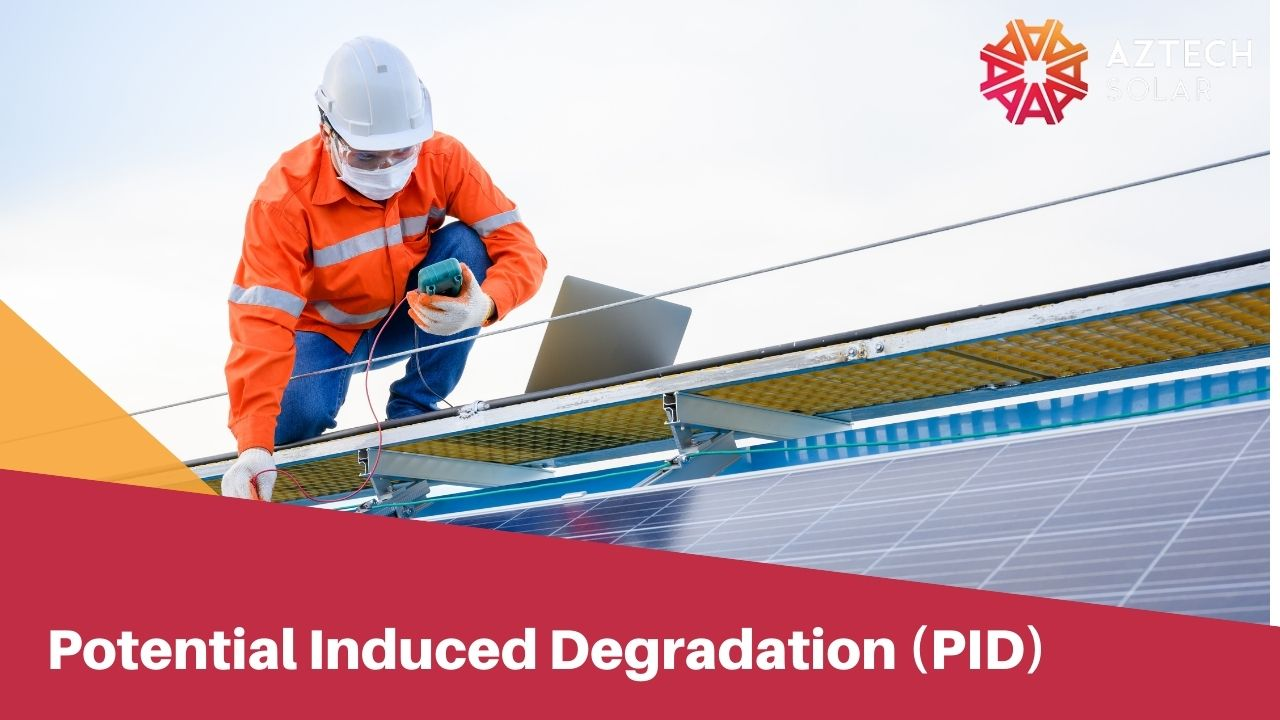 AZTECH
SOLAR
Potential Induced Degradation (PID)